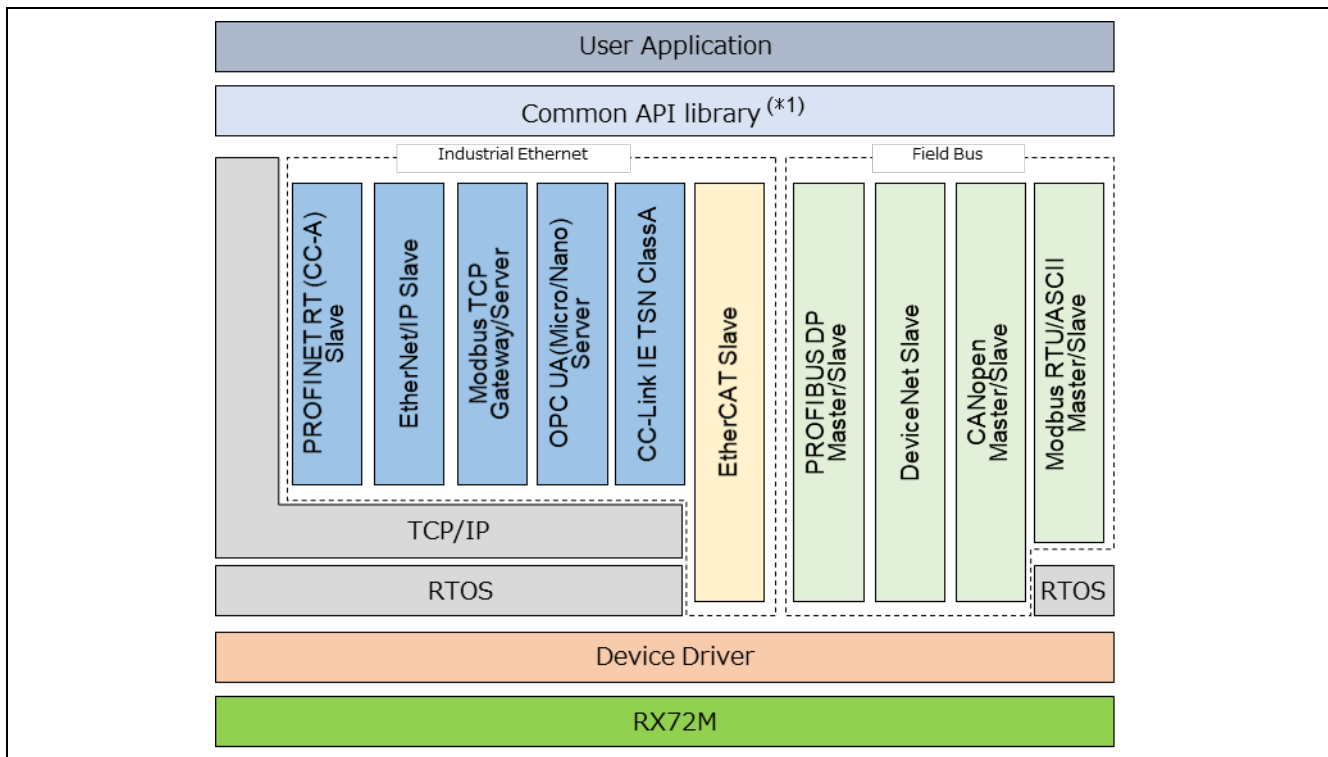 User Application
Common API library (*1)
Industrial Ethernet
Field Bus
PROFINET RT (CC-A)
Slave
EtherNet/IP Slave
Modbus TCP
Gateway/Server
OPC UA(Micro/Nano)
Server
CC-Link IE TSN ClassA
EtherCAT Slave
PROFIBUS DP
Master/Slave
DeviceNet Slave
CANopen
Master/Slave
Modbus RTU/ASCII
Master/Slave
TCP/IP
RTOS
RTOS
Device Driver
RX72M